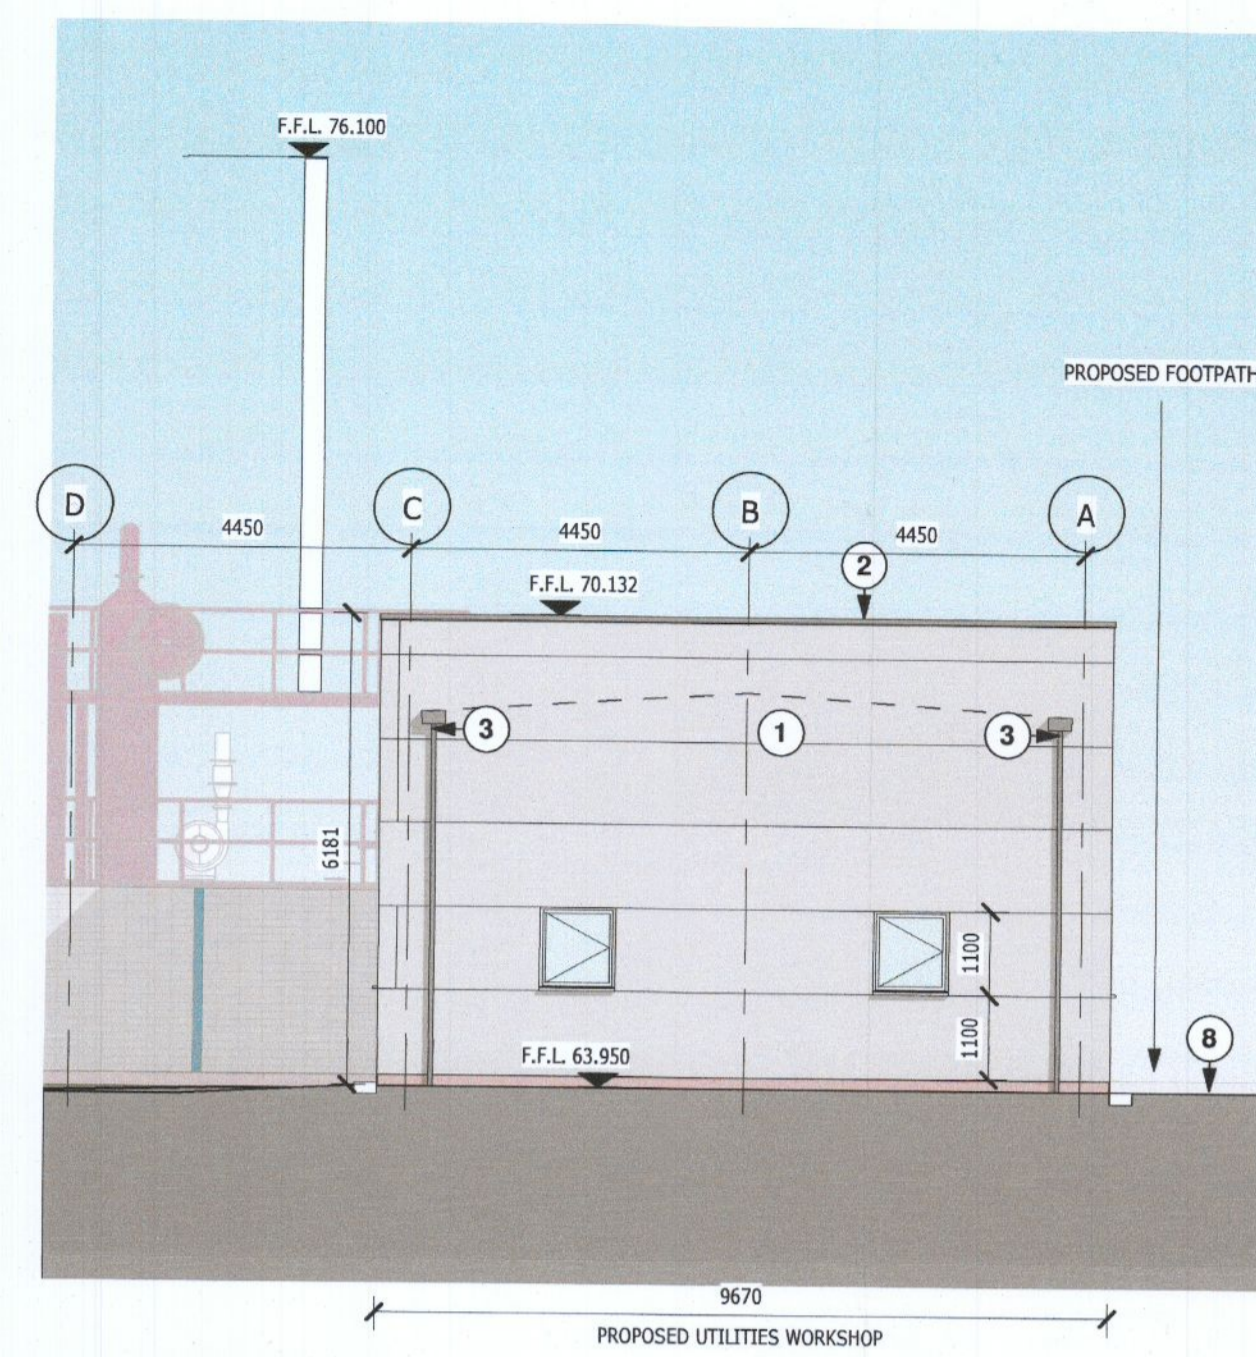 F.F.L. 76.100
PROPOSED FOOTPATH
D
C
B
A
4450
4450
4450
2
F.F.L. 70.132
3
1
3
6181
1100
1100
8
F.F.L. 63.950
9670
PROPOSED UTILITIES WORKSHOP